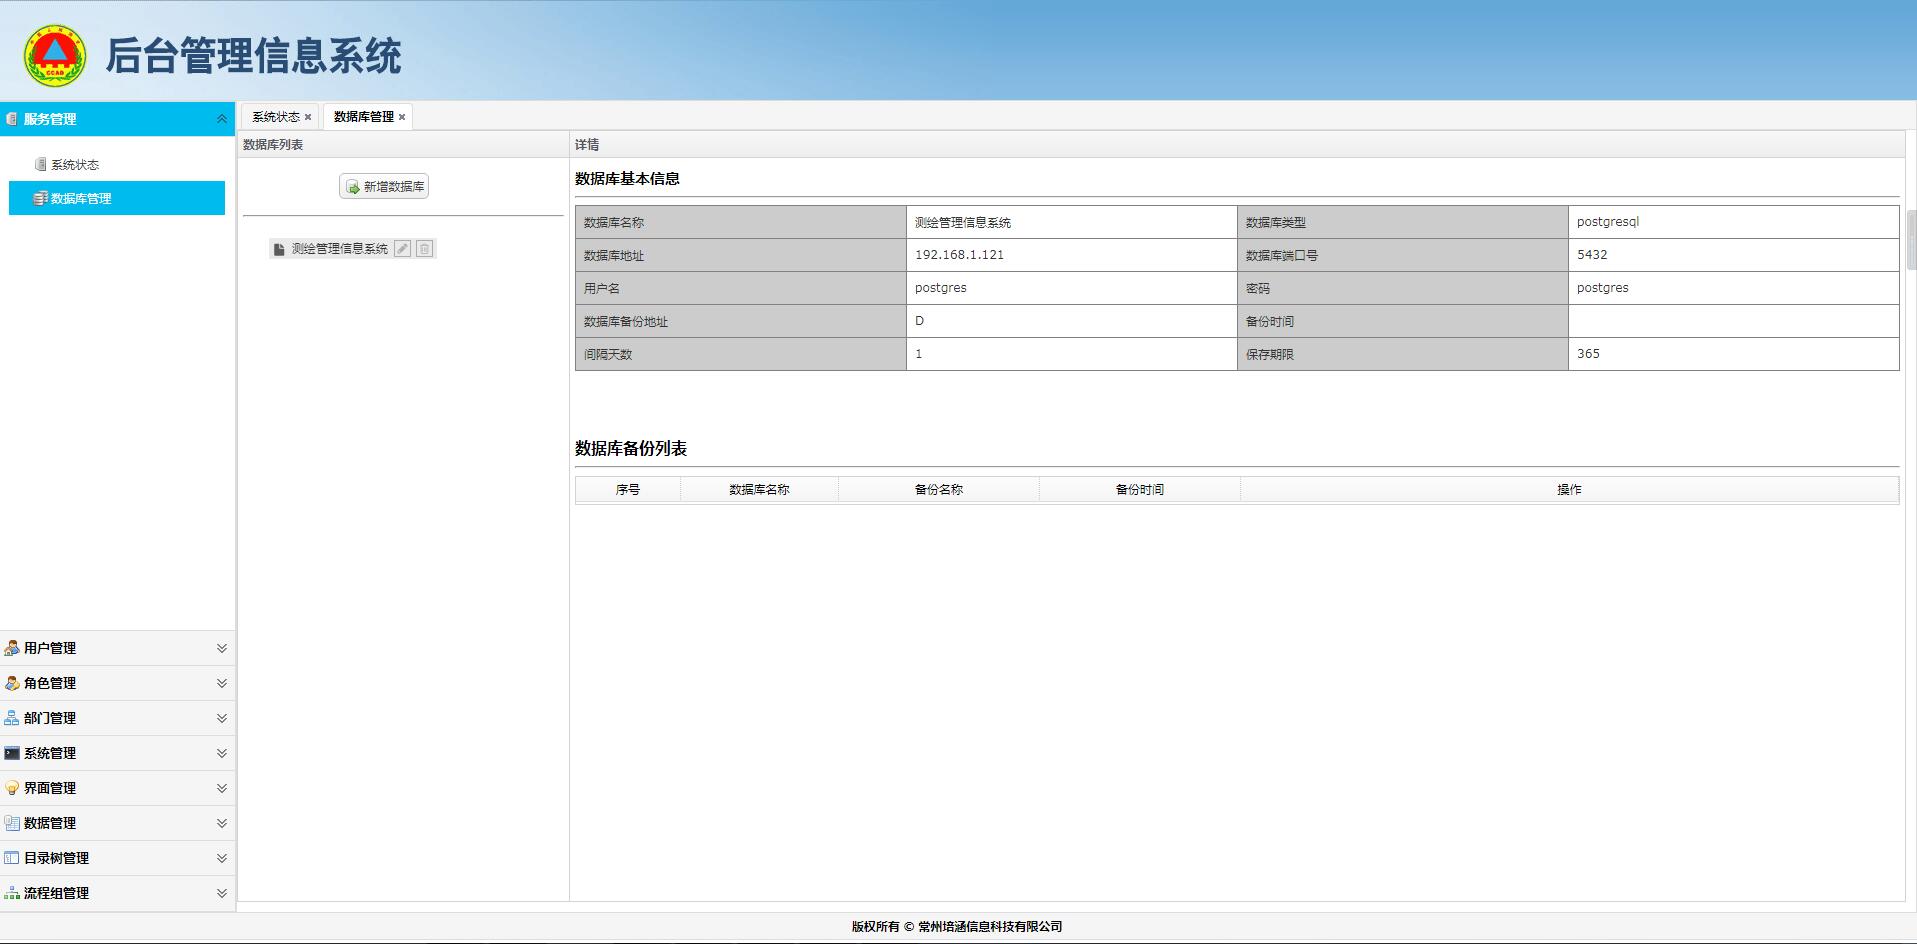 后台管理信息系统
CCAD
服务管理
系统状态
数据库管理
用户管理
角色管理
部门管理
系统管理
界面管理
数据管理
目录树管理
流程组管理
系统状态 数据库管理
数据库列表
新增数据库
测绘管理信息系统
详情
数据库基本信息
数据库名称 测绘管理信息系统 数据库类型 postgresql
数据库地址 192.168.1.121 数据库端口号 5432
用户名 postgres 密码 postgres
数据库备份地址 D 备份时间
间隔天数 1 保存期限 365
数据库备份列表
序号 数据库名称 备份名称 备份时间 操作
版权所有 © 常州培涵信息科技有限公司